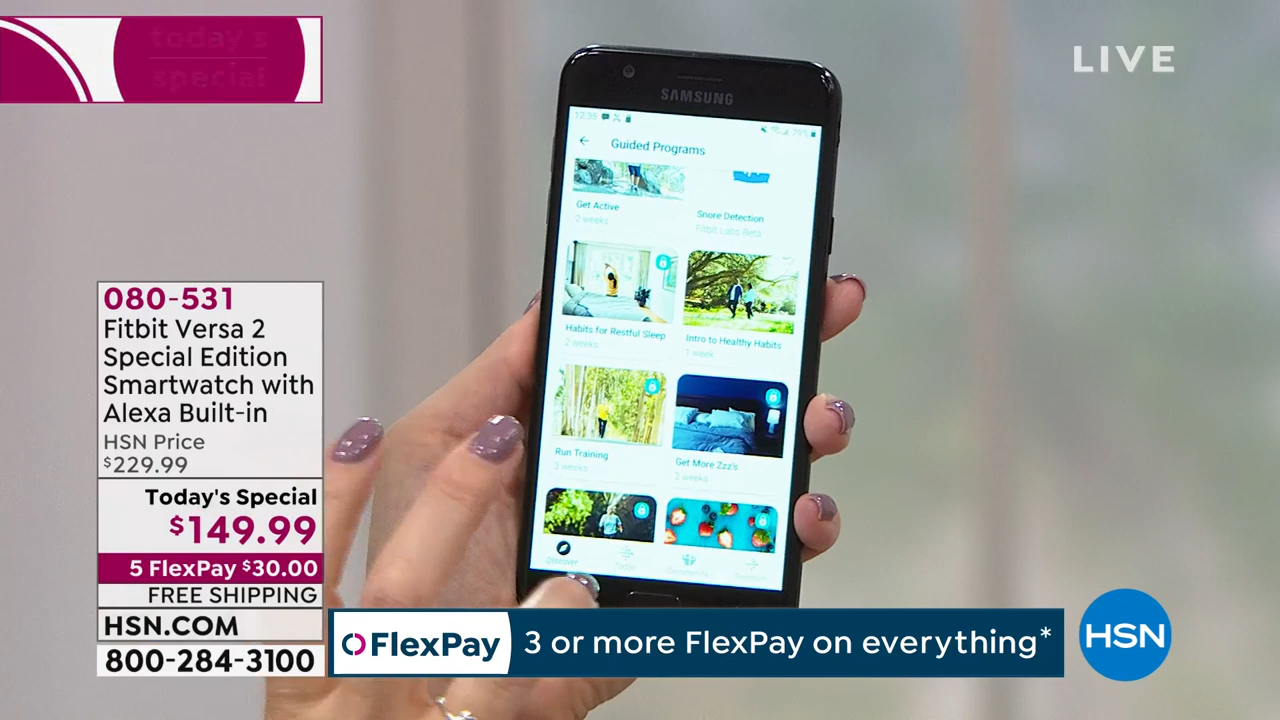 today's
special
LIVE
SAMSUNG
12:35
79%
Guided Programs
Get Active
2 weeks
Snore Detection
Fitbit Labs Beta
Habits for Restful Sleep
2 weeks
Intro to Healthy Habits
1 week
Run Training
3 weeks
Get More Zzz's
2 weeks
Discover
Today
080-531
Fitbit Versa 2
Special Edition
Smartwatch with
Alexa Built-in
HSN Price
$229.99
Today's Special
$149.99
5 FlexPay $30.00
FREE SHIPPING
HSN.COM
800-284-3100
FlexPay 3 or more FlexPay on everything*
HSN